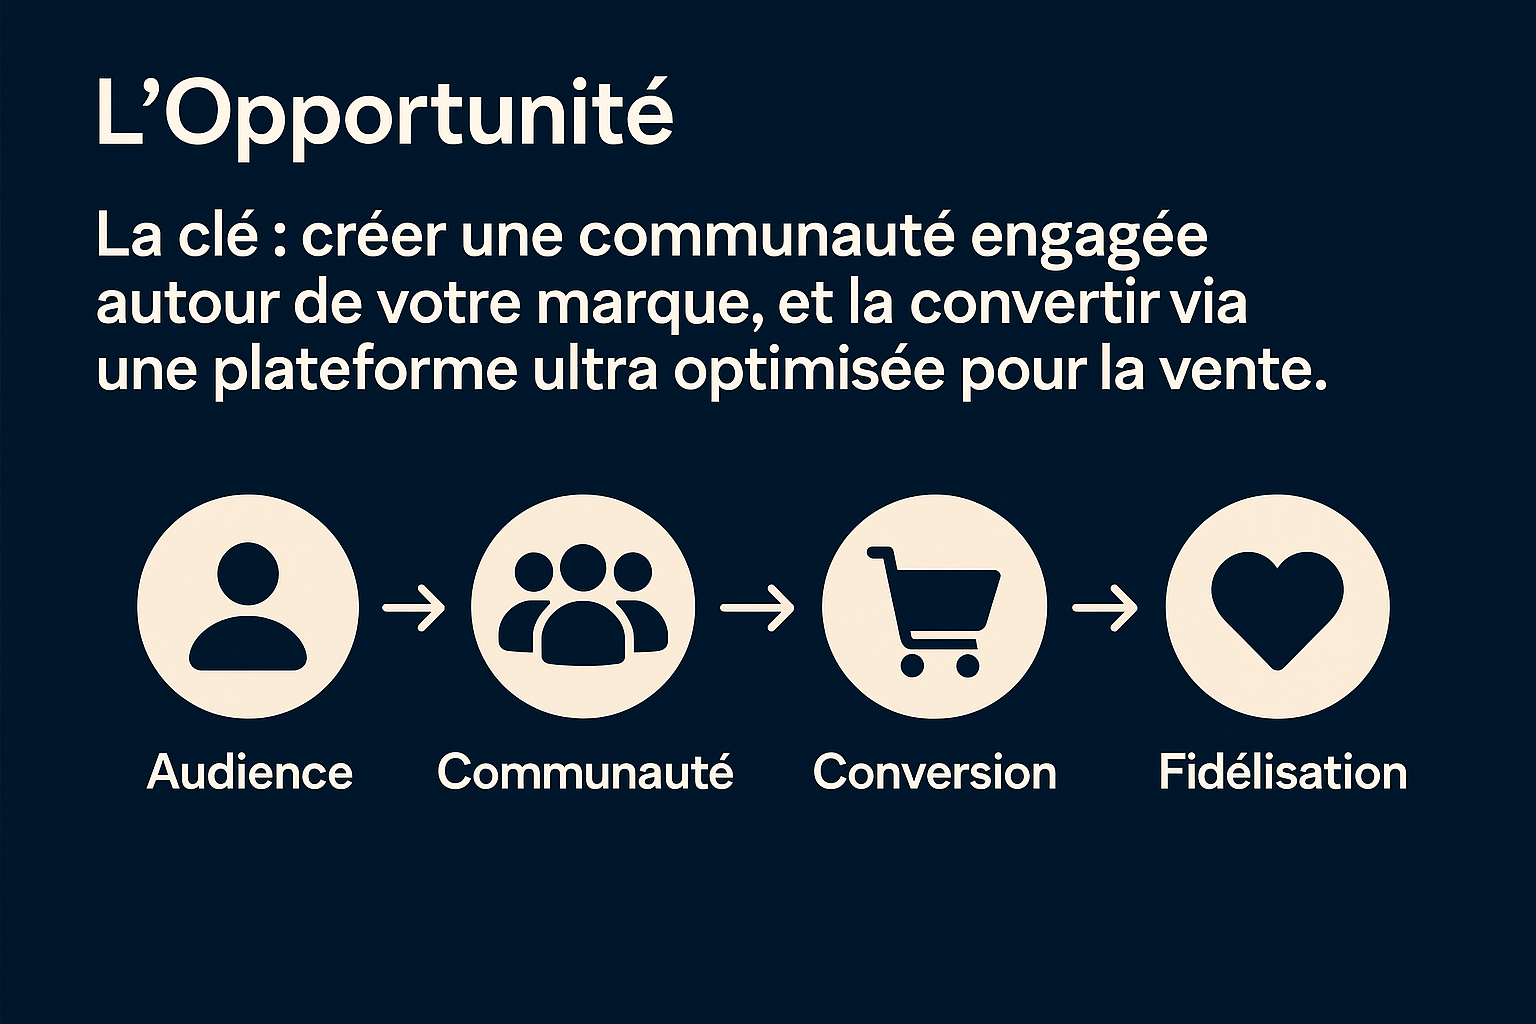 L’Opportunité
La clé : créer une communauté engagée
autour de votre marque, et la convertir via
une plateforme ultra optimisée pour la vente.
Audience
Communauté
Conversion
Fidélisation